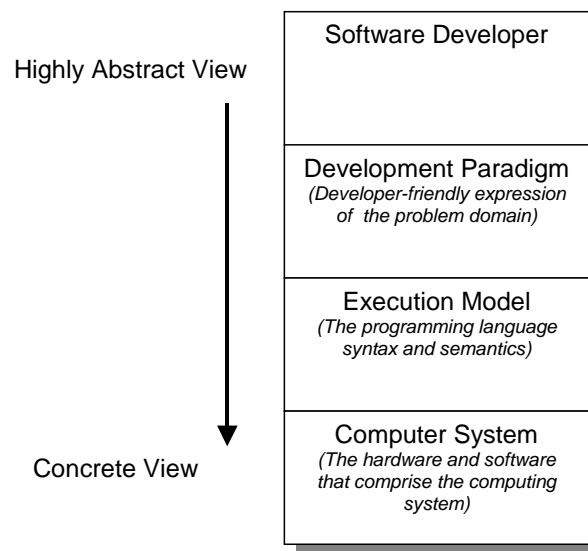 Software Developer
Highly Abstract View
Development Paradigm
(Developer-friendly expression
of the problem domain)
Execution Model
(The programming language
syntax and semantics)
Computer System
(The hardware and software
that comprise the computing
system)
Concrete View